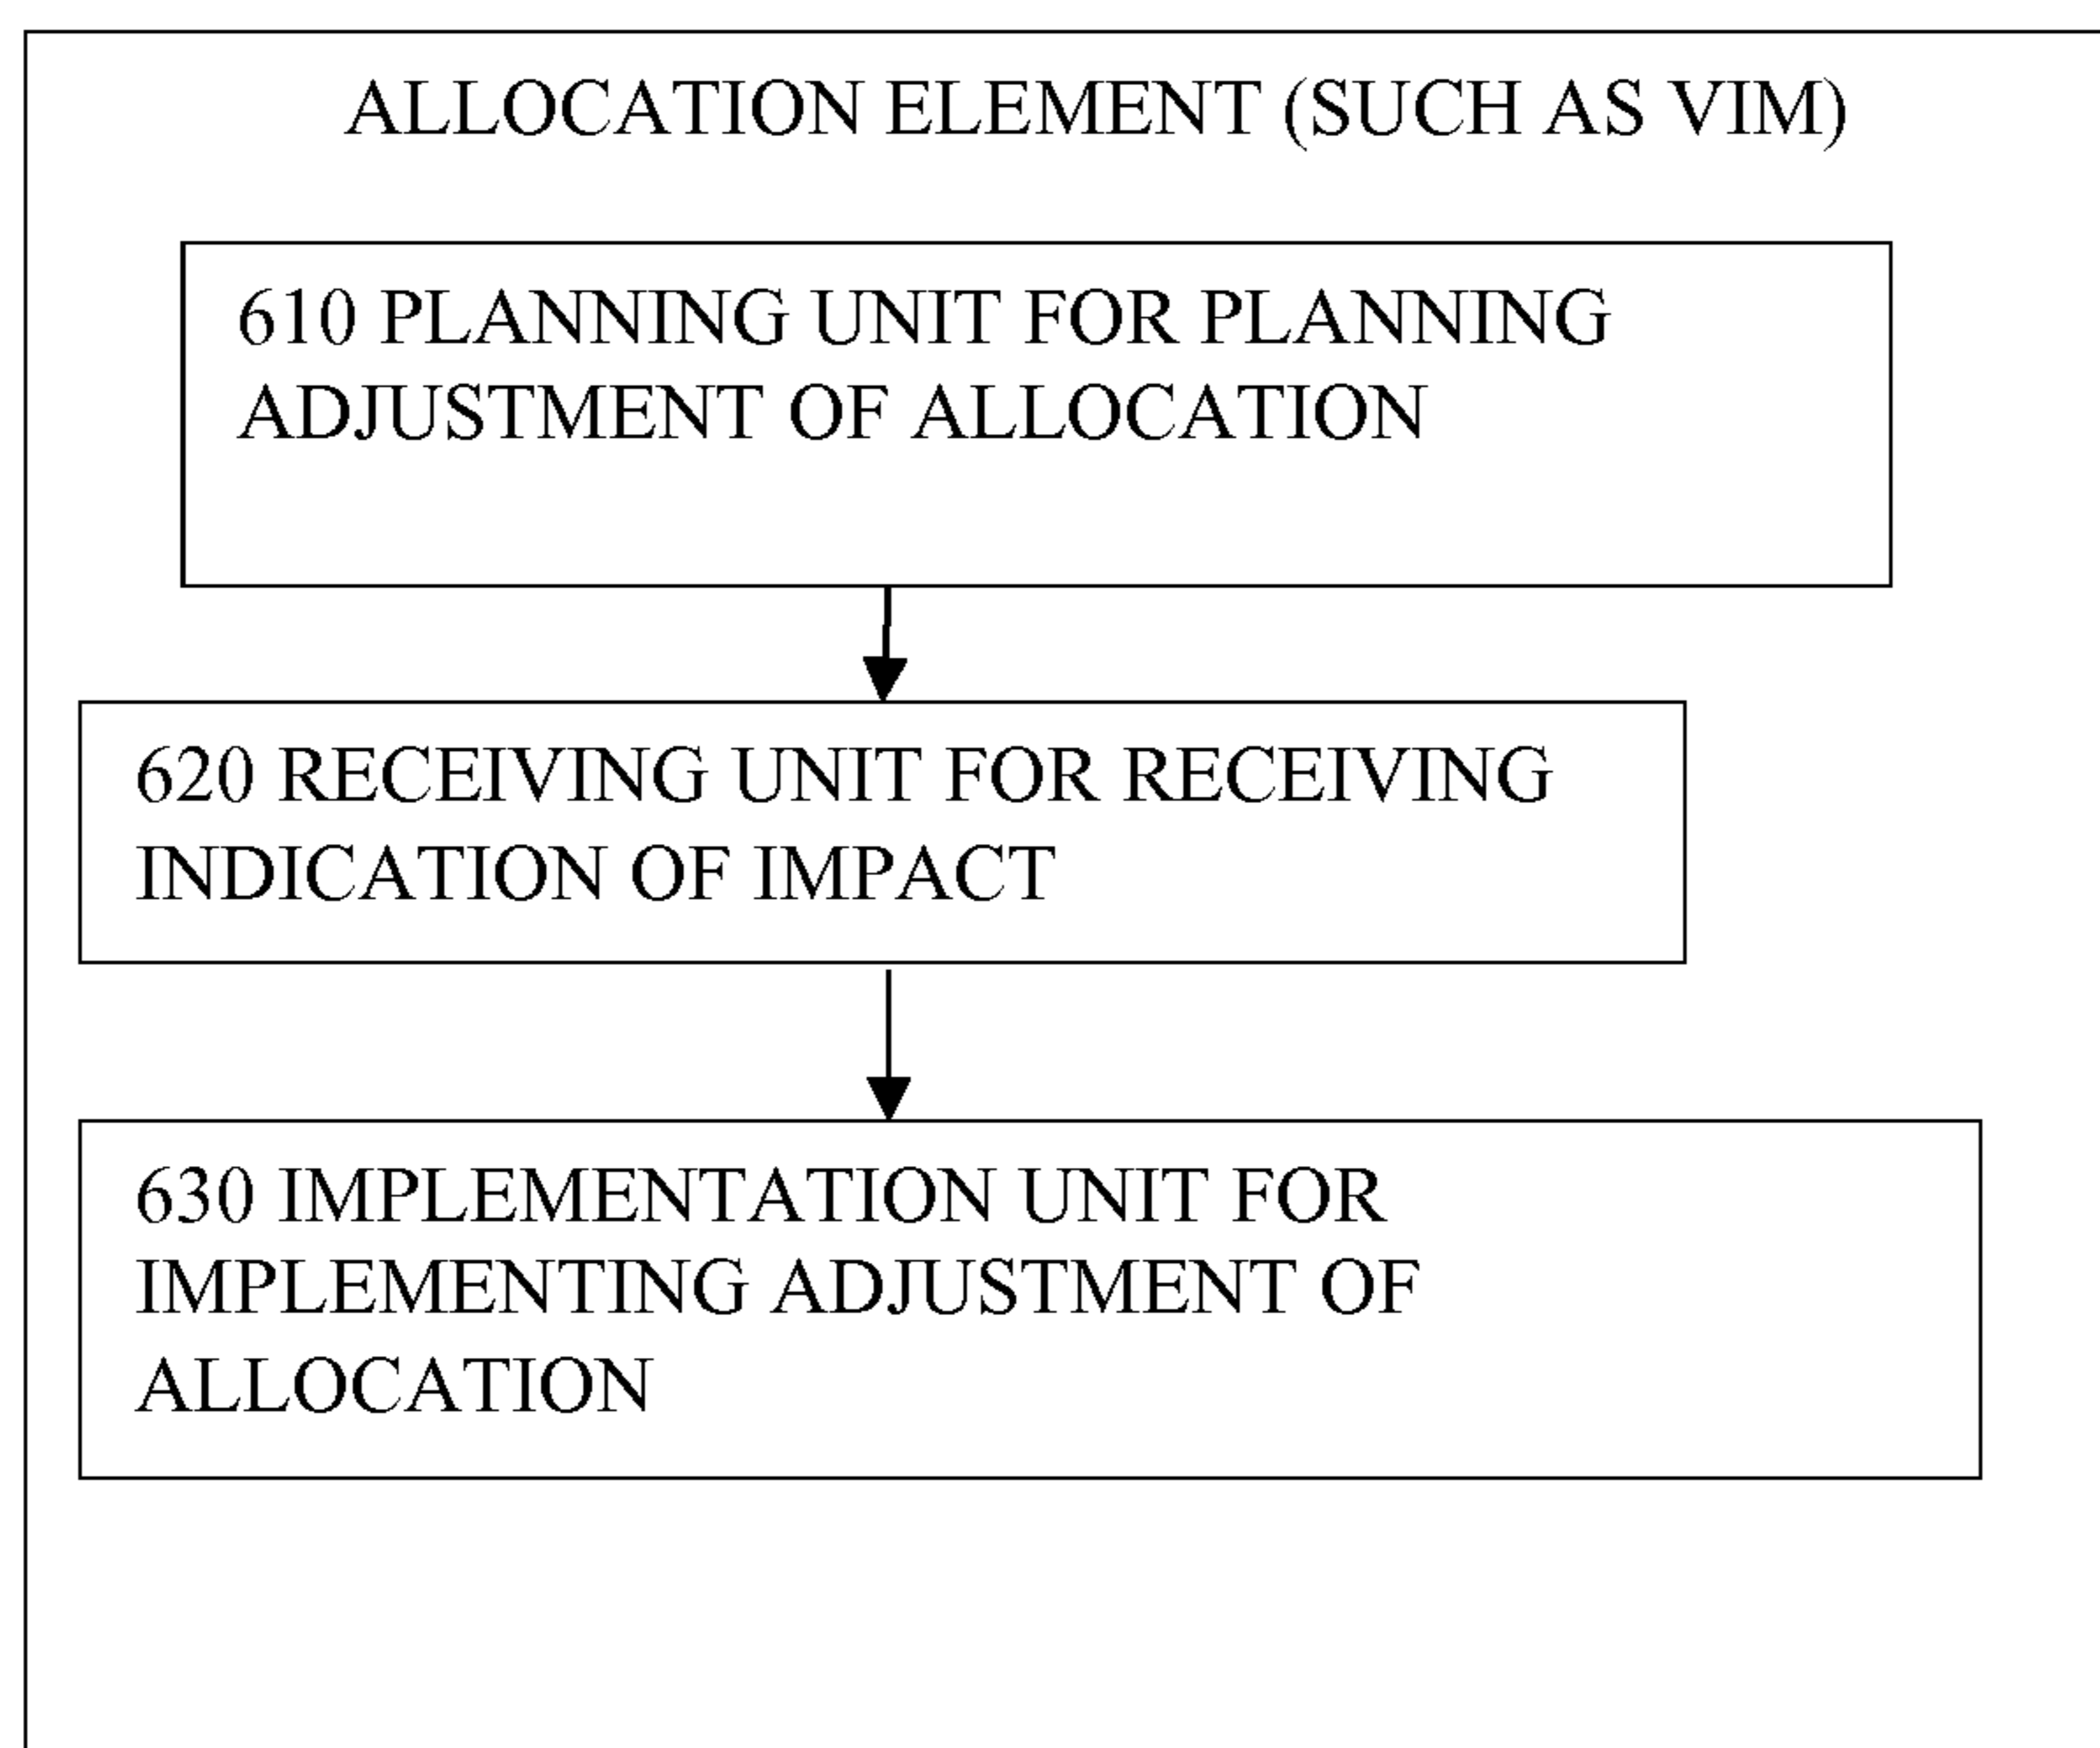 ALLOCATION ELEMENT (SUCH AS VIM)
610 PLANNING UNIT FOR PLANNING
ADJUSTMENT OF ALLOCATION
620 RECEIVING UNIT FOR RECEIVING
INDICATION OF IMPACT
630 IMPLEMENTATION UNIT FOR
IMPLEMENTING ADJUSTMENT OF
ALLOCATION